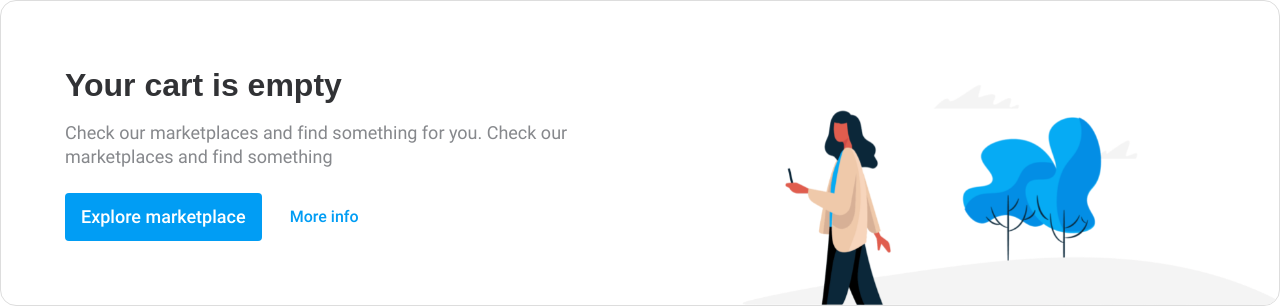 Your cart is empty
Check our marketplaces and find something for you. Check our
marketplaces and find something
Explore marketplace
More info